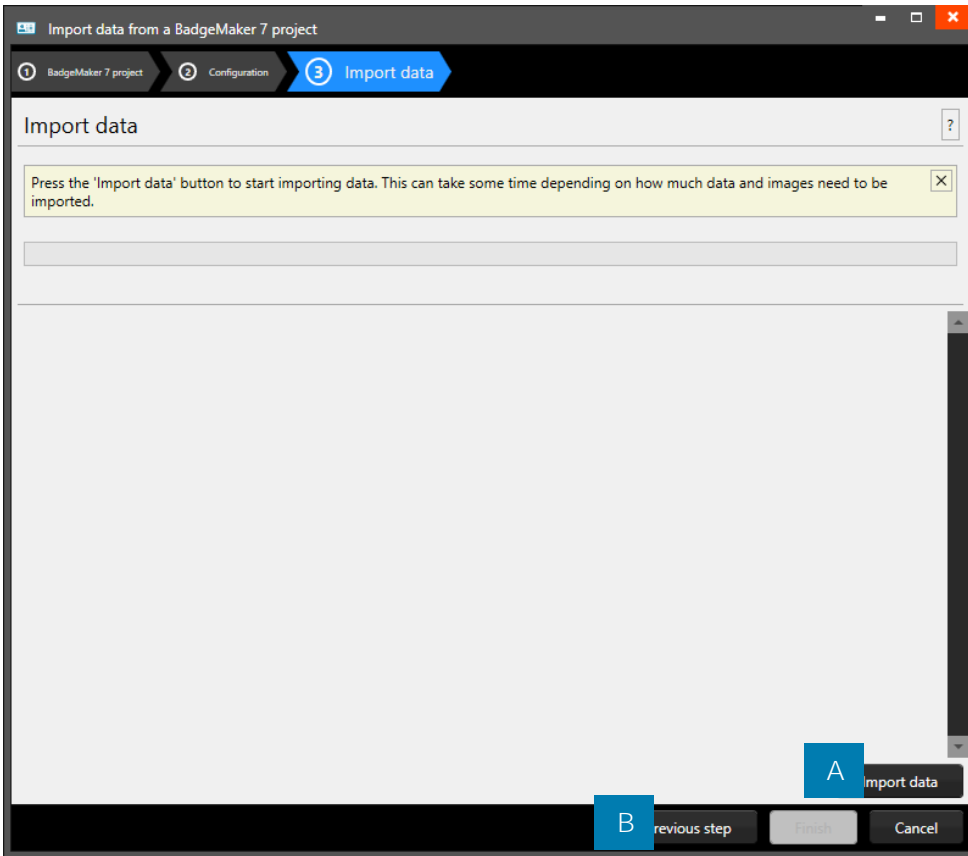 Import data from a BadgeMaker 7 project
1 BadgeMaker 7 project 2 Configuration 3 Import data
Import data ?
Press the 'Import data' button to start importing data. This can take some time depending on how much data and images need to be
imported.
A Import data
B revious step Finish Cancel